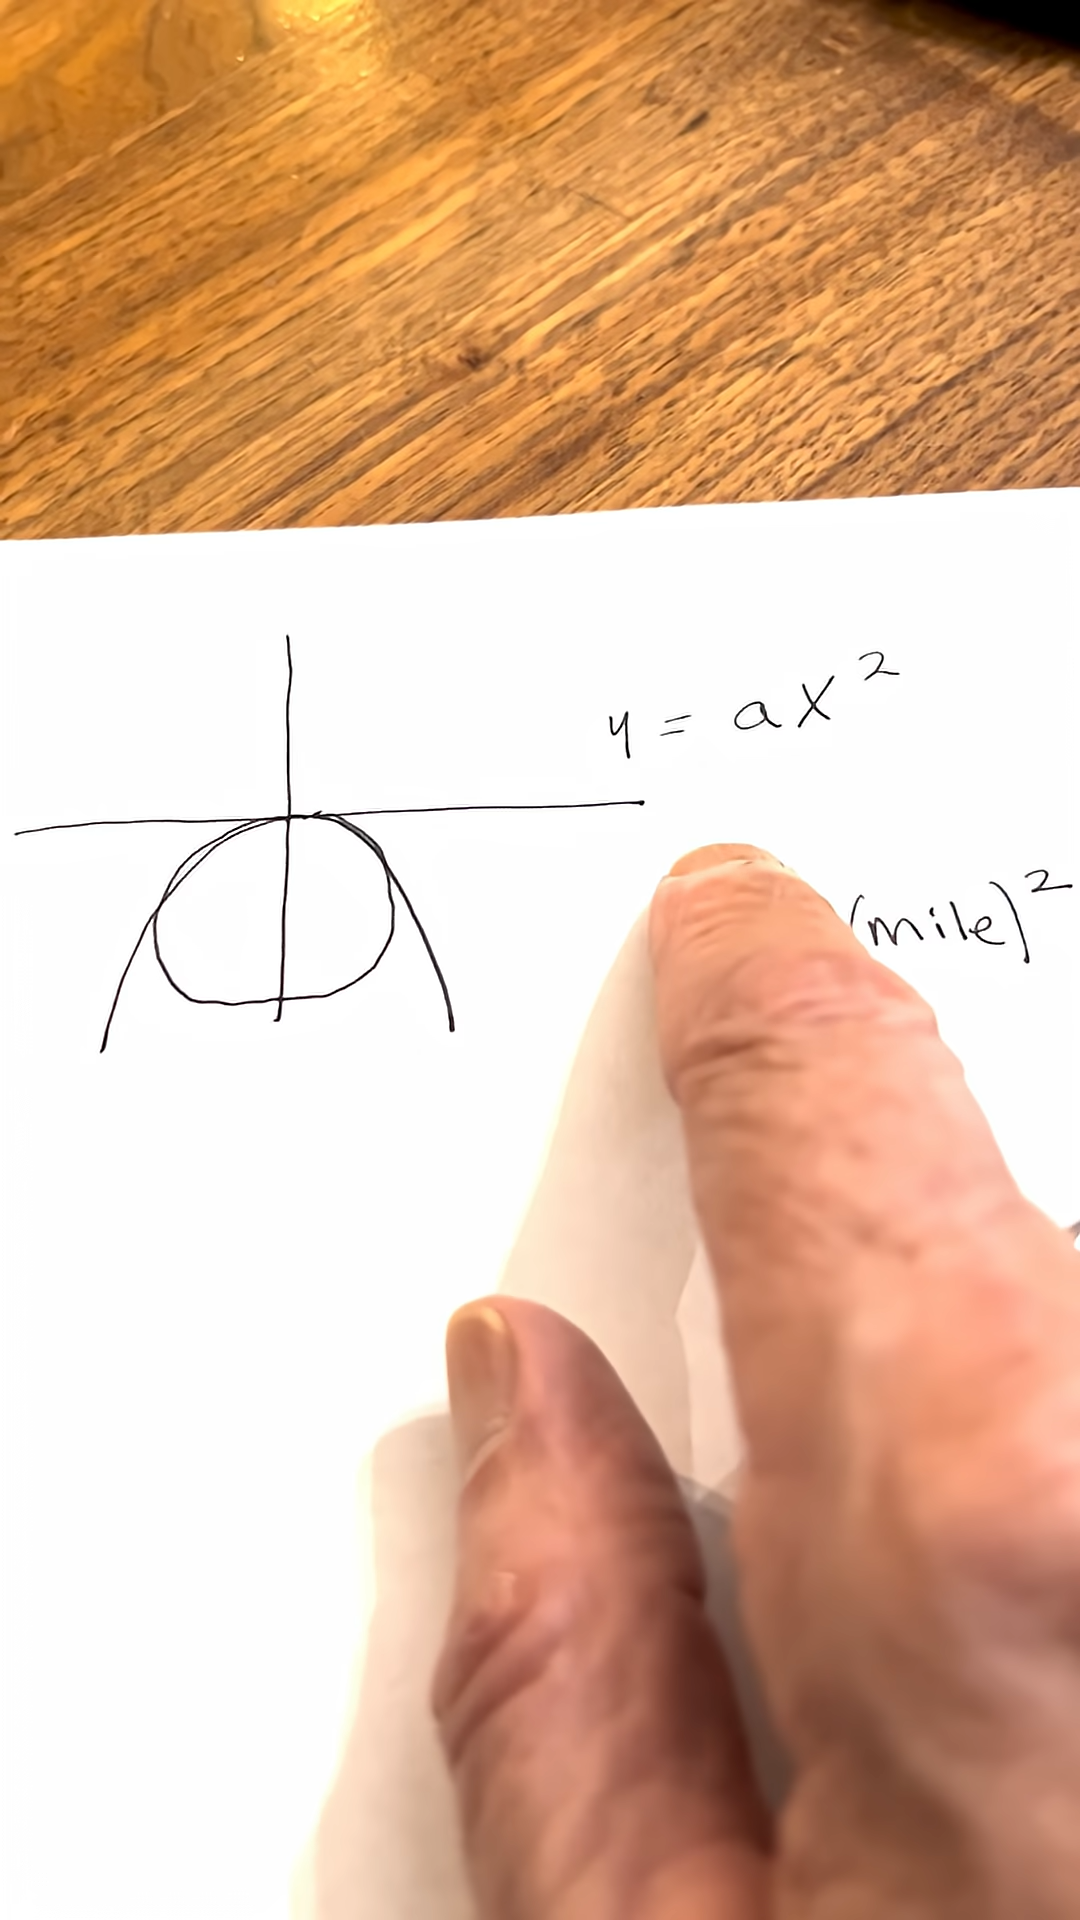 y = ax²
(mile)²